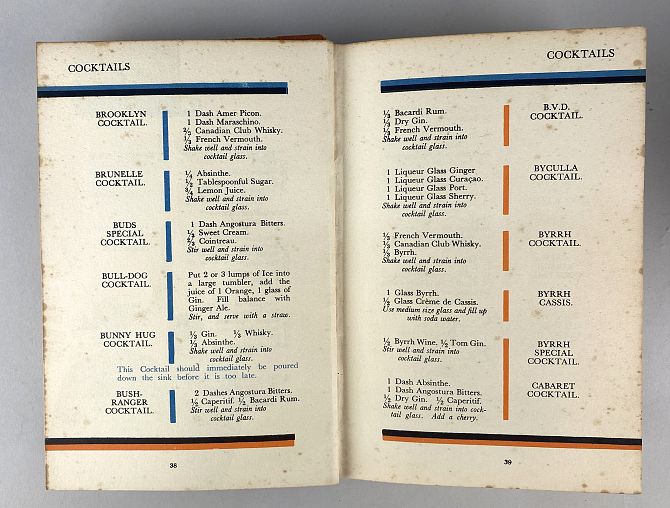 COCKTAILS
BROOKLYN
COCKTAIL.
1 Dash Amer Picon.
1 Dash Maraschino.
⅔ Canadian Club Whisky.
⅓ French Vermouth.
Shake well and strain into
cocktail glass.
BRUNELLE
COCKTAIL.
¼ Absinthe.
½ Tablespoonful Sugar.
¾ Lemon Juice.
Shake well and strain into
cocktail glass.
BUDS
SPECIAL
COCKTAIL.
1 Dash Angostura Bitters.
⅓ Sweet Cream.
⅔ Cointreau.
Stir well and strain into
cocktail glass.
BULL-DOG
COCKTAIL.
Put 2 or 3 lumps of Ice into
a large tumbler, add the
juice of 1 Orange, 1 glass of
Gin. Fill balance with
Ginger Ale.
Stir, and serve with a straw.
BUNNY HUG
COCKTAIL.
⅓ Gin. ⅓ Whisky.
⅓ Absinthe.
Shake well and strain into
cocktail glass.
This Cocktail should immediately be poured
down the sink before it is too late.
BUSH-
RANGER
COCKTAIL.
2 Dashes Angostura Bitters.
½ Caperitif. ½ Bacardi Rum.
Stir well and strain into
cocktail glass.
38
COCKTAILS
⅓ Bacardi Rum.
⅓ Dry Gin.
⅓ French Vermouth.
Shake well and strain into
cocktail glass.
B.V.D.
COCKTAIL.
1 Liqueur Glass Ginger
1 Liqueur Glass Curaçao.
1 Liqueur Glass Port.
1 Liqueur Glass Sherry.
Shake well and strain into
cocktail glass.
BYCULLA
COCKTAIL.
⅓ French Vermouth.
⅓ Canadian Club Whisky.
⅓ Byrrh.
Shake well and strain into
cocktail glass.
BYRRH
COCKTAIL.
1 Glass Byrrh.
½ Glass Crème de Cassis.
Use medium size glass and fill up
with soda water.
BYRRH
CASSIS.
½ Byrrh Wine. ½ Tom Gin.
Stir well and strain into
cocktail glass.
BYRRH
SPECIAL
COCKTAIL.
1 Dash Absinthe.
1 Dash Angostura Bitters.
½ Dry Gin. ½ Caperitif.
Shake well and strain into cock-
tail glass. Add a cherry.
CABARET
COCKTAIL.
39